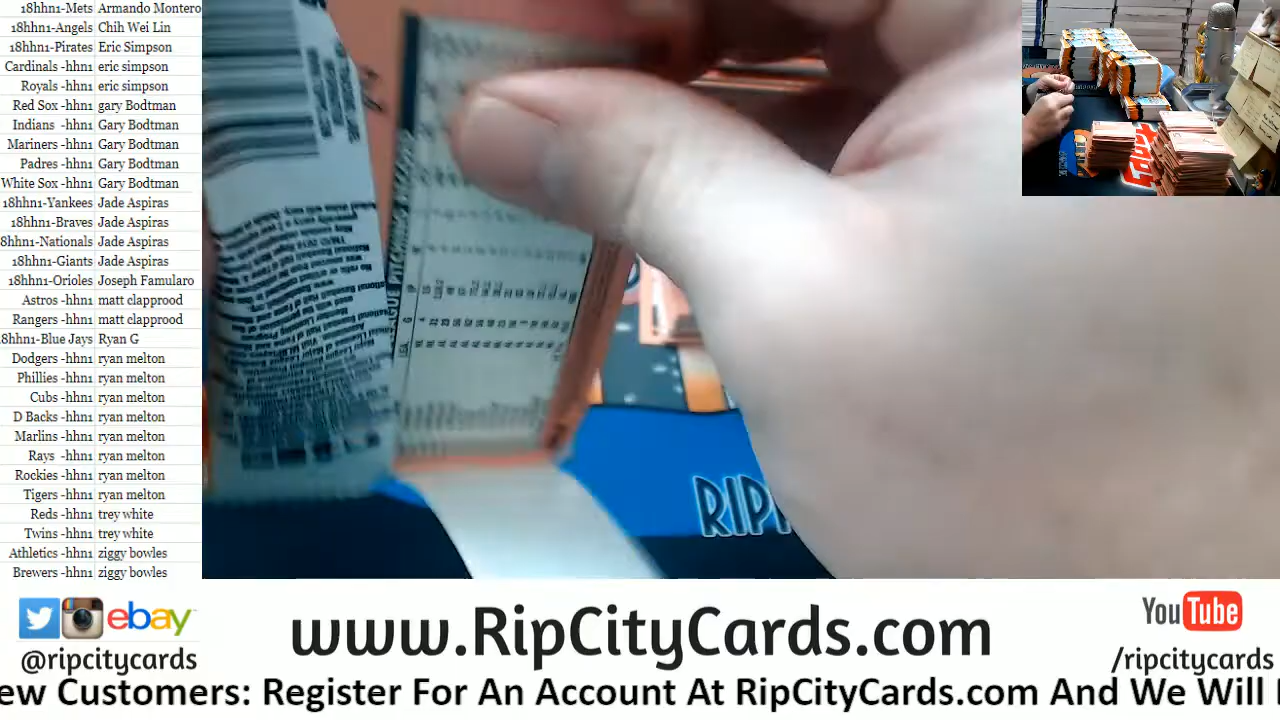 18hhn1-Mets Armando Montero
18hhn1-Angels Chih Wei Lin
18hhn1-Pirates Eric Simpson
Cardinals -hhn1 eric simpson
Royals -hhn1 eric simpson
Red Sox -hhn1 gary Bodtman
Indians -hhn1 Gary Bodtman
Mariners -hhn1 Gary Bodtman
Padres -hhn1 Gary Bodtman
White Sox -hhn1 Gary Bodtman
18hhn1-Yankees Jade Aspiras
18hhn1-Braves Jade Aspiras
8hhn1-Nationals Jade Aspiras
18hhn1-Giants Jade Aspiras
18hhn1-Orioles Joseph Famularo
Astros -hhn1 matt clapprood
Rangers -hhn1 matt clapprood
8hhn1-Blue Jays Ryan G
Dodgers -hhn1 ryan melton
Phillies -hhn1 ryan melton
Cubs -hhn1 ryan melton
D Backs -hhn1 ryan melton
Marlins -hhn1 ryan melton
Rays -hhn1 ryan melton
Rockies -hhn1 ryan melton
Tigers -hhn1 ryan melton
Reds -hhn1 trey white
Twins -hhn1 trey white
Athletics -hhn1 ziggy bowles
Brewers -hhn1 ziggy bowles
RIP
ebay
@ripcitycards
www.RipCityCards.com
YouTube
/ripcitycards
ew Customers: Register For An Account At RipCityCards.com And We Will